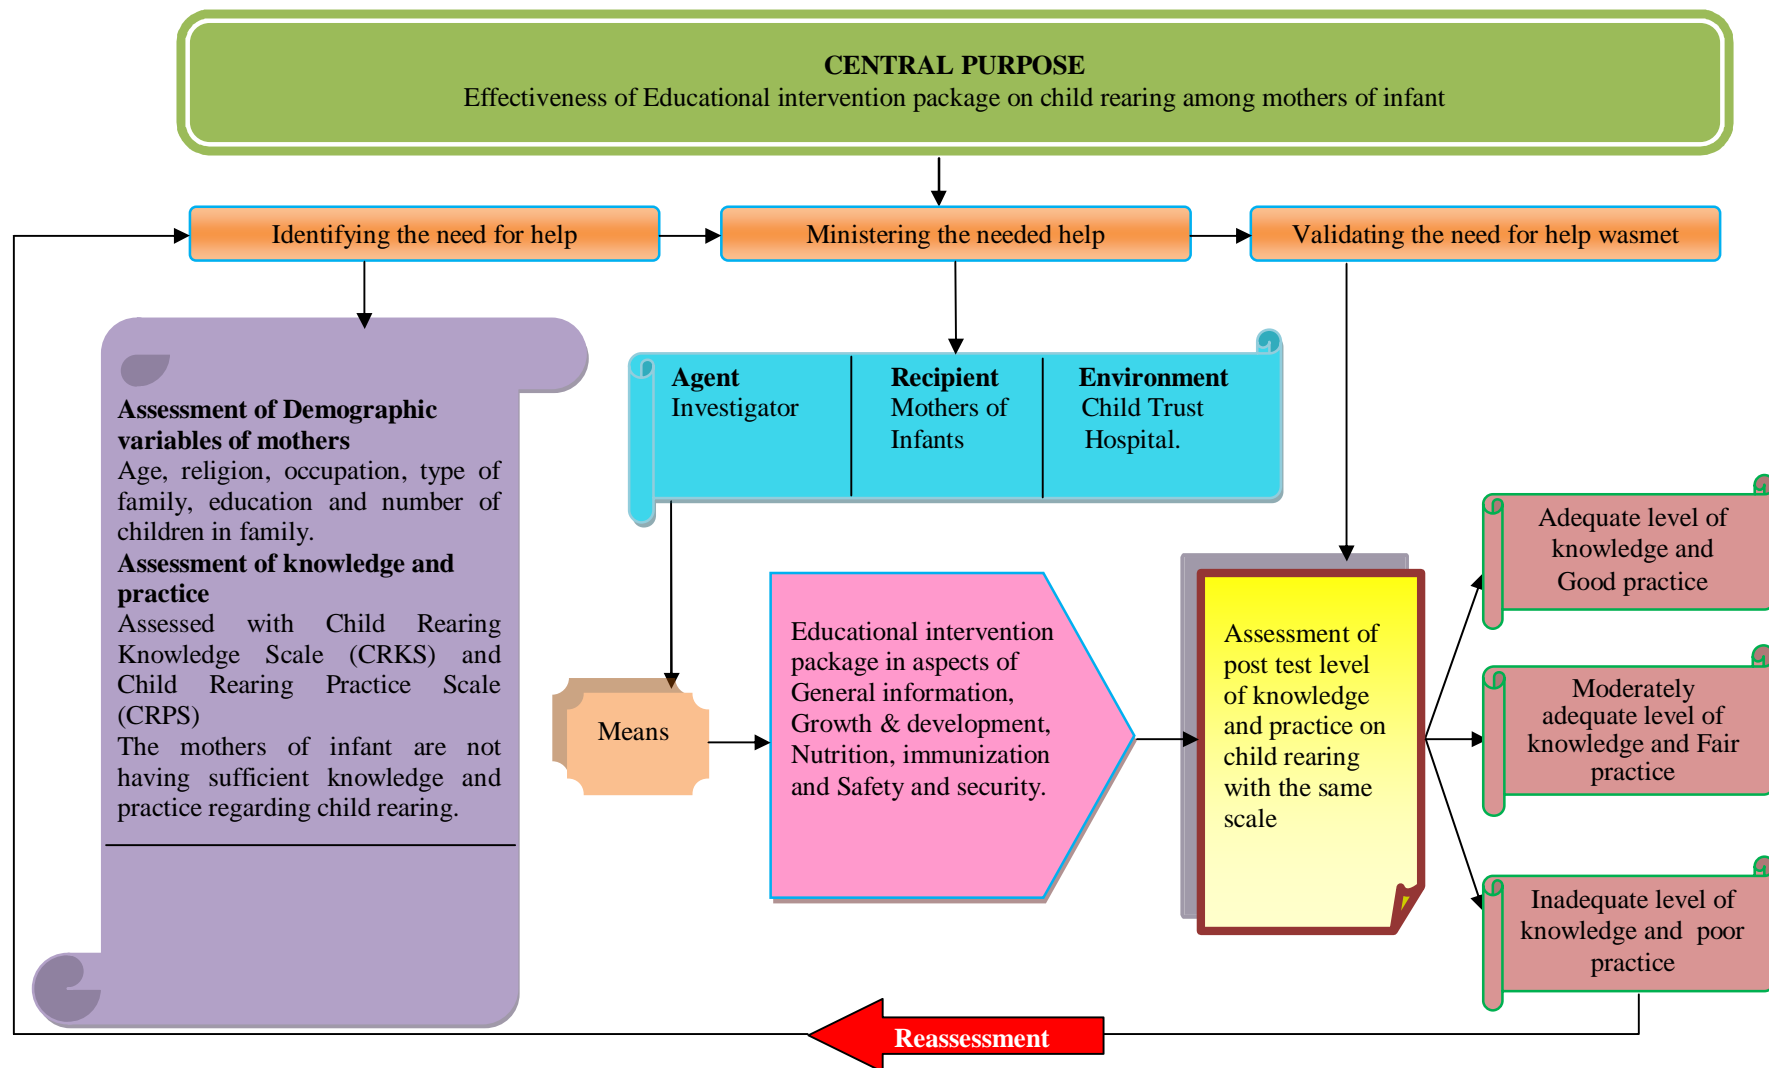 CENTRAL PURPOSE
Effectiveness of Educational intervention package on child rearing among mothers of infant
Identifying the need for help
Ministering the needed help
Validating the need for help wasmet
Assessment of Demographic
variables of mothers
Age, religion, occupation, type of
family, education and number of
children in family.
Assessment of knowledge and
practice
Assessed with Child Rearing
Knowledge Scale (CRKS) and
Child Rearing Practice Scale
(CRPS)
The mothers of infant are not
having sufficient knowledge and
practice regarding child rearing.
Agent
Investigator
Recipient
Mothers of
Infants
Environment
Child Trust
Hospital.
Means
Educational intervention
package in aspects of
General information,
Growth & development,
Nutrition, immunization
and Safety and security.
Assessment of
post test level
of knowledge
and practice on
child rearing
with the same
scale
Adequate level of
knowledge and
Good practice
Moderately
adequate level of
knowledge and Fair
practice
Inadequate level of
knowledge and poor
practice
Reassessment